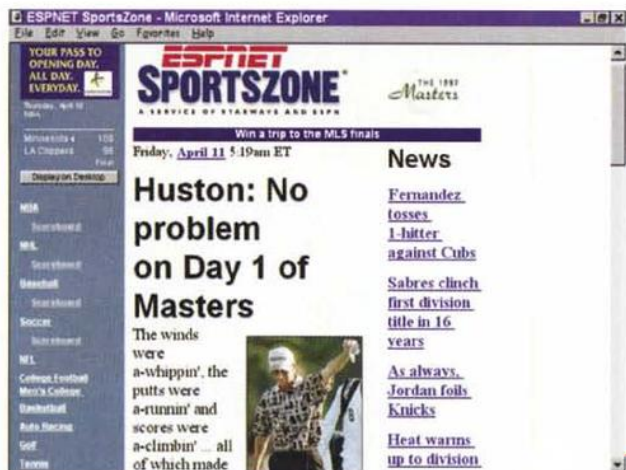 ESPNET SportsZone - Microsoft Internet Explorer
File Edit View Go Favorites Help
YOUR PASS TO
OPENING DAY.
ALL DAY.
EVERYDAY.
Thursday, April 10
NBA
Minnesota 108
LA Clippers 98
Final
Display on Desktop
NBA
Scoreboard
NHL
Scoreboard
Baseball
Scoreboard
Soccer
Scoreboard
NFL
College Football
Men's College
Basketball
Auto Racing
Golf
Tennis
ESPNET
SPORTSZONE
A SERVICE OF STARWAVE AND ESPN
THE 1997
Masters
Win a trip to the MLS finals
Friday, April 11 5:19am ET
Huston: No
problem
on Day 1 of
Masters
The winds
were
a-whippin', the
putts were
a-runnin' and
scores were
a-climbin' ... all
of which made
News
Fernandez
tosses
1-hitter
against Cubs
Sabres clinch
first division
title in 16
years
As always,
Jordan foils
Knicks
Heat warms
up to division